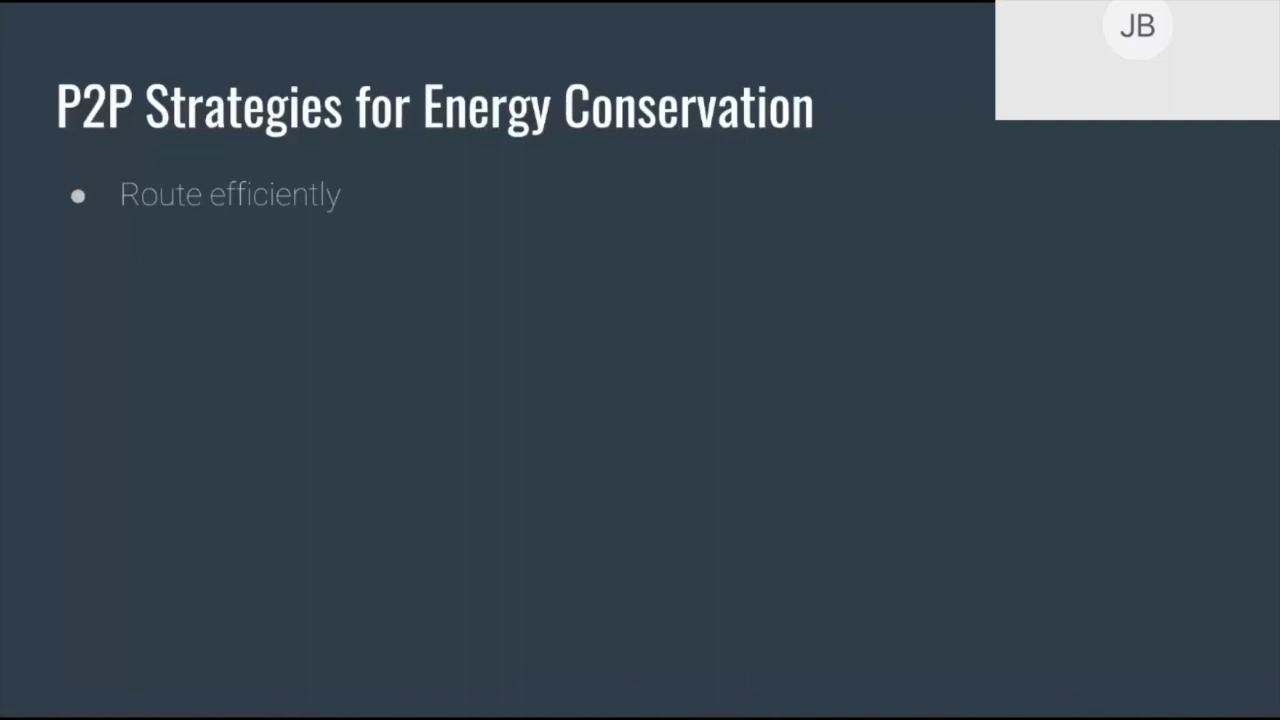 JB
P2P Strategies for Energy Conservation
● Route efficiently